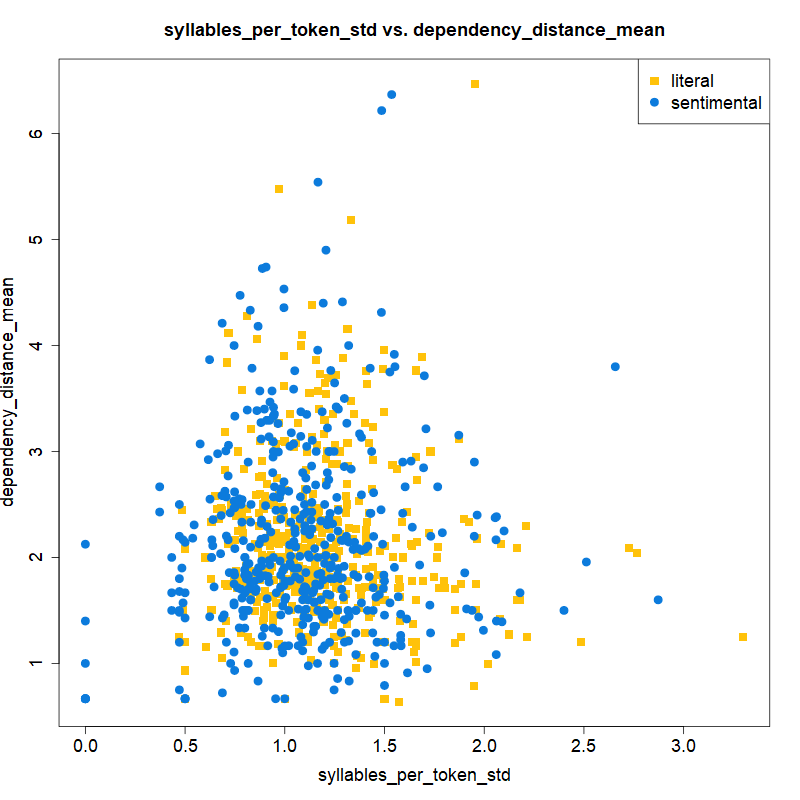 syllables_per_token_std vs. dependency_distance_mean
literal
sentimental
dependency_distance_mean
6
5
4
3
2
1
0.0 0.5 1.0 1.5 2.0 2.5 3.0
syllables_per_token_std